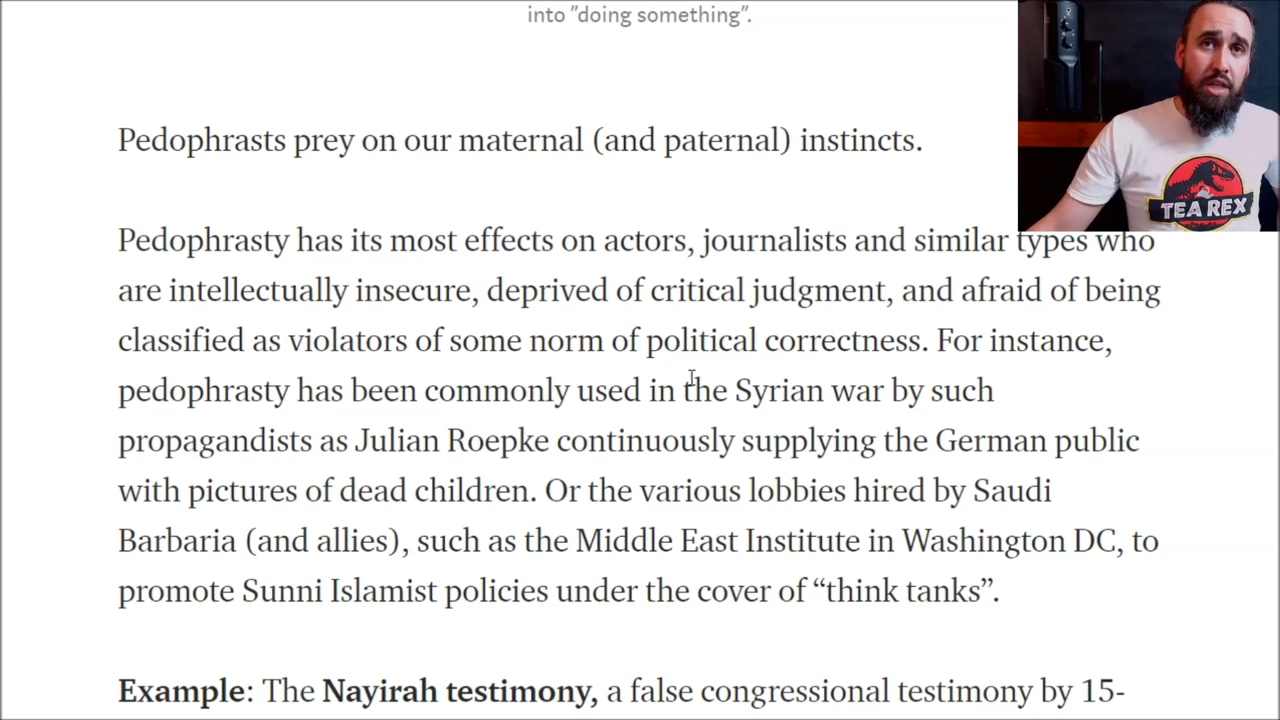 into "doing something".
Pedophrasts prey on our maternal (and paternal) instincts.
Pedophrasty has its most effects on actors, journalists and similar types who
are intellectually insecure, deprived of critical judgment, and afraid of being
classified as violators of some norm of political correctness. For instance,
pedophrasty has been commonly used in the Syrian war by such
propagandists as Julian Roepke continuously supplying the German public
with pictures of dead children. Or the various lobbies hired by Saudi
Barbaria (and allies), such as the Middle East Institute in Washington DC, to
promote Sunni Islamist policies under the cover of “think tanks”.
Example: The Nayirah testimony, a false congressional testimony by 15-
TEA REX